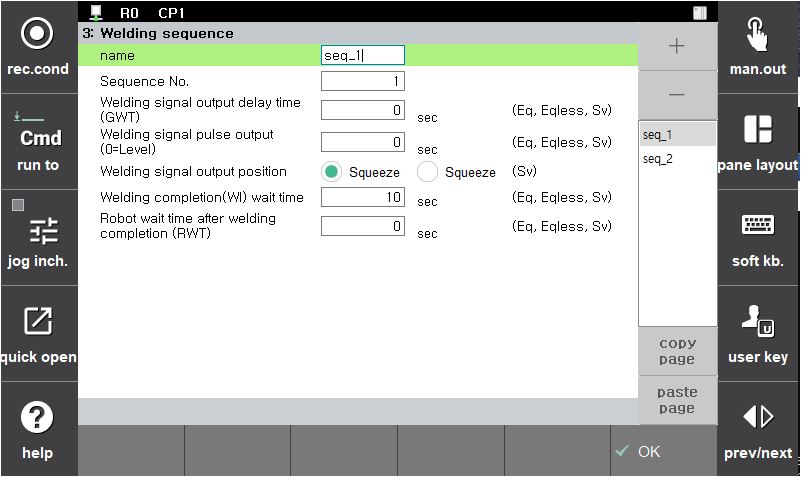 R0 CP1
3: Welding sequence
name
seq_1
Sequence No.
1
Welding signal output delay time
(GWT)
0
sec
(Eq, Eqless, Sv)
Welding signal pulse output
(0=Level)
0
sec
(Eq, Eqless, Sv)
Welding signal output position
Squeeze
Squeeze
(Sv)
Welding completion(WI) wait time
10
sec
(Eq, Eqless, Sv)
Robot wait time after welding
completion (RWT)
0
sec
(Eq, Eqless, Sv)
rec.cond
Cmd
run to
jog inch.
quick open
help
+
—
seq_1
seq_2
copy
page
paste
page
OK
man.out
pane layout
soft kb.
U
user key
prev/next